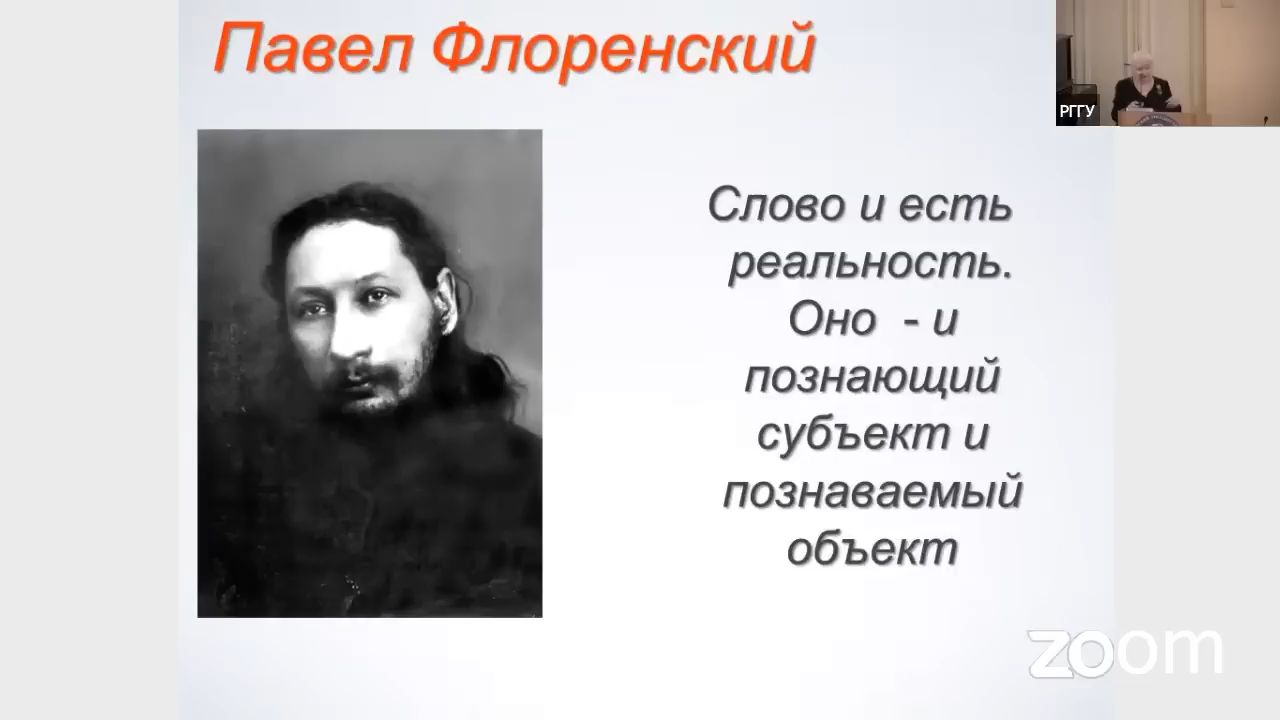 Павел Флоренский
РГГУ
Слово и есть
реальность.
Оно - и
познающий
субъект и
познаваемый
объект
zoom